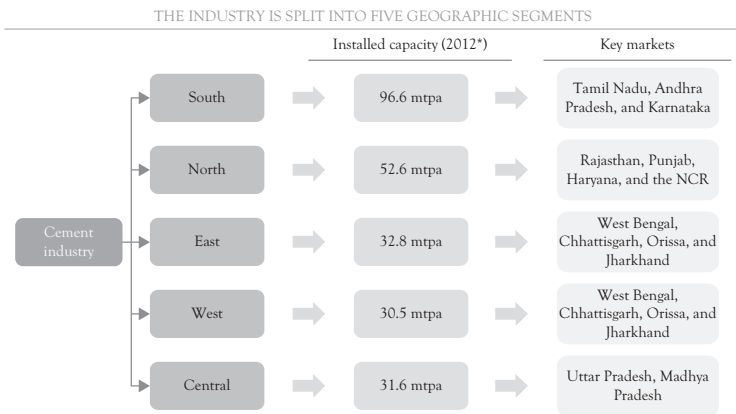 THE INDUSTRY IS SPLIT INTO FIVE GEOGRAPHIC SEGMENTS
Installed capacity (2012*)
Key markets
Cement
industry
South
96.6 mtpa
Tamil Nadu, Andhra
Pradesh, and Karnataka
North
52.6 mtpa
Rajasthan, Punjab,
Haryana, and the NCR
East
32.8 mtpa
West Bengal,
Chhattisgarh, Orissa, and
Jharkhand
West
30.5 mtpa
West Bengal,
Chhattisgarh, Orissa, and
Jharkhand
Central
31.6 mtpa
Uttar Pradesh, Madhya
Pradesh